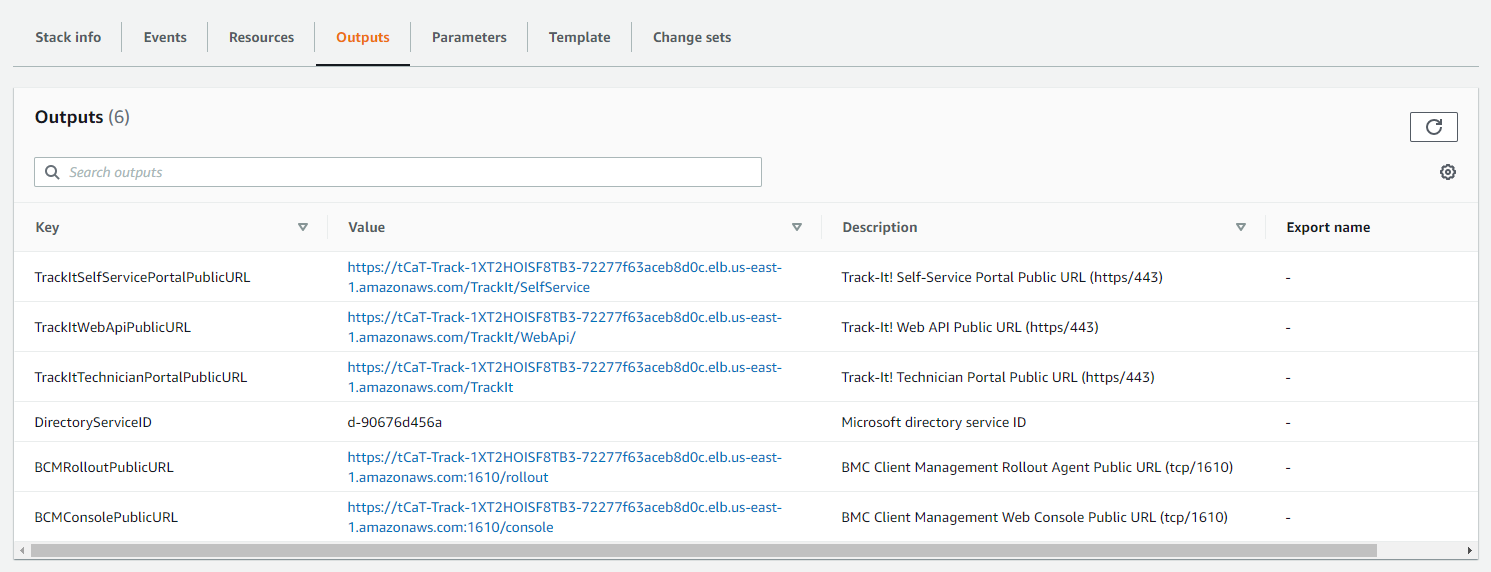 Stack info
Events
Resources
Outputs
Parameters
Template
Change sets
Outputs (6)
Search outputs
Key
Value
Description
Export name
TrackItSelfServicePortalPublicURL
https://tCaT-Track-1XT2HOISF8TB3-72277f63aceb8d0c.elb.us-east-
1.amazonaws.com/TrackIt/SelfService
Track-It! Self-Service Portal Public URL (https/443)
-
TrackItWebApiPublicURL
https://tCaT-Track-1XT2HOISF8TB3-72277f63aceb8d0c.elb.us-east-
1.amazonaws.com/TrackIt/WebApi/
Track-It! Web API Public URL (https/443)
-
TrackItTechnicianPortalPublicURL
https://tCaT-Track-1XT2HOISF8TB3-72277f63aceb8d0c.elb.us-east-
1.amazonaws.com/TrackIt
Track-It! Technician Portal Public URL (https/443)
-
DirectoryServiceID
d-90676d456a
Microsoft directory service ID
-
BCMRolloutPublicURL
https://tCaT-Track-1XT2HOISF8TB3-72277f63aceb8d0c.elb.us-east-
1.amazonaws.com:1610/rollout
BMC Client Management Rollout Agent Public URL (tcp/1610)
-
BCMConsolePublicURL
https://tCaT-Track-1XT2HOISF8TB3-72277f63aceb8d0c.elb.us-east-
1.amazonaws.com:1610/console
BMC Client Management Web Console Public URL (tcp/1610)
-